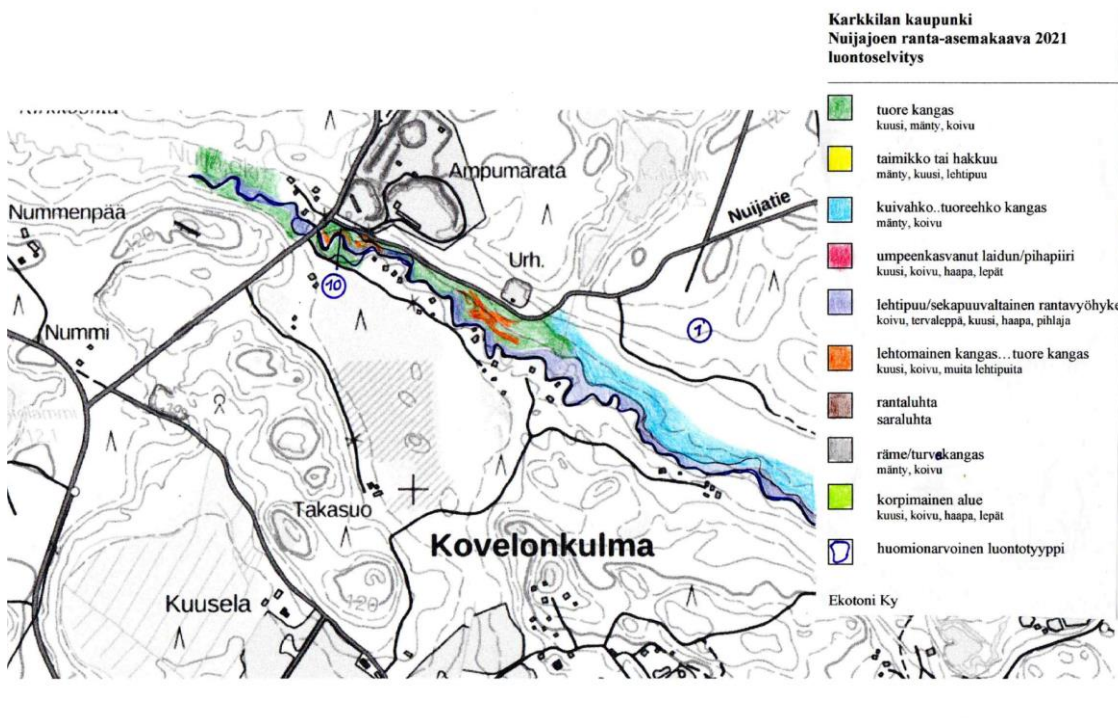 Karkkilan kaupunki
Nuijajoen ranta-asemakaava 2021
luontoselvitys
tuore kangas
kuusi, mänty, koivu
taimikko tai hakkuu
mänty, kuusi, lehtipuu
kuivahko..tuoreehko kangas
mänty, koivu
umpeenkasvanut laidun/pihapiiri
kuusi, koivu, haapa, lepät
lehtipuu/sekapuuvaltainen rantavyöhyke
koivu, tervaleppä, kuusi, haapa, pihlaja
lehtomainen kangas...tuore kangas
kuusi, koivu, muita lehtipuita
rantaluhta
saraluhta
räme/turvekangas
mänty, koivu
korpimainen alue
kuusi, koivu, haapa, lepät
huomionarvoinen luontotyyppi
Ekotoni Ky
Ampumarata
Nummenpää
Nuijatie
120
Urh.
10
1
Nummi
Takasuo
Kovelonkulma
Kuusela
120